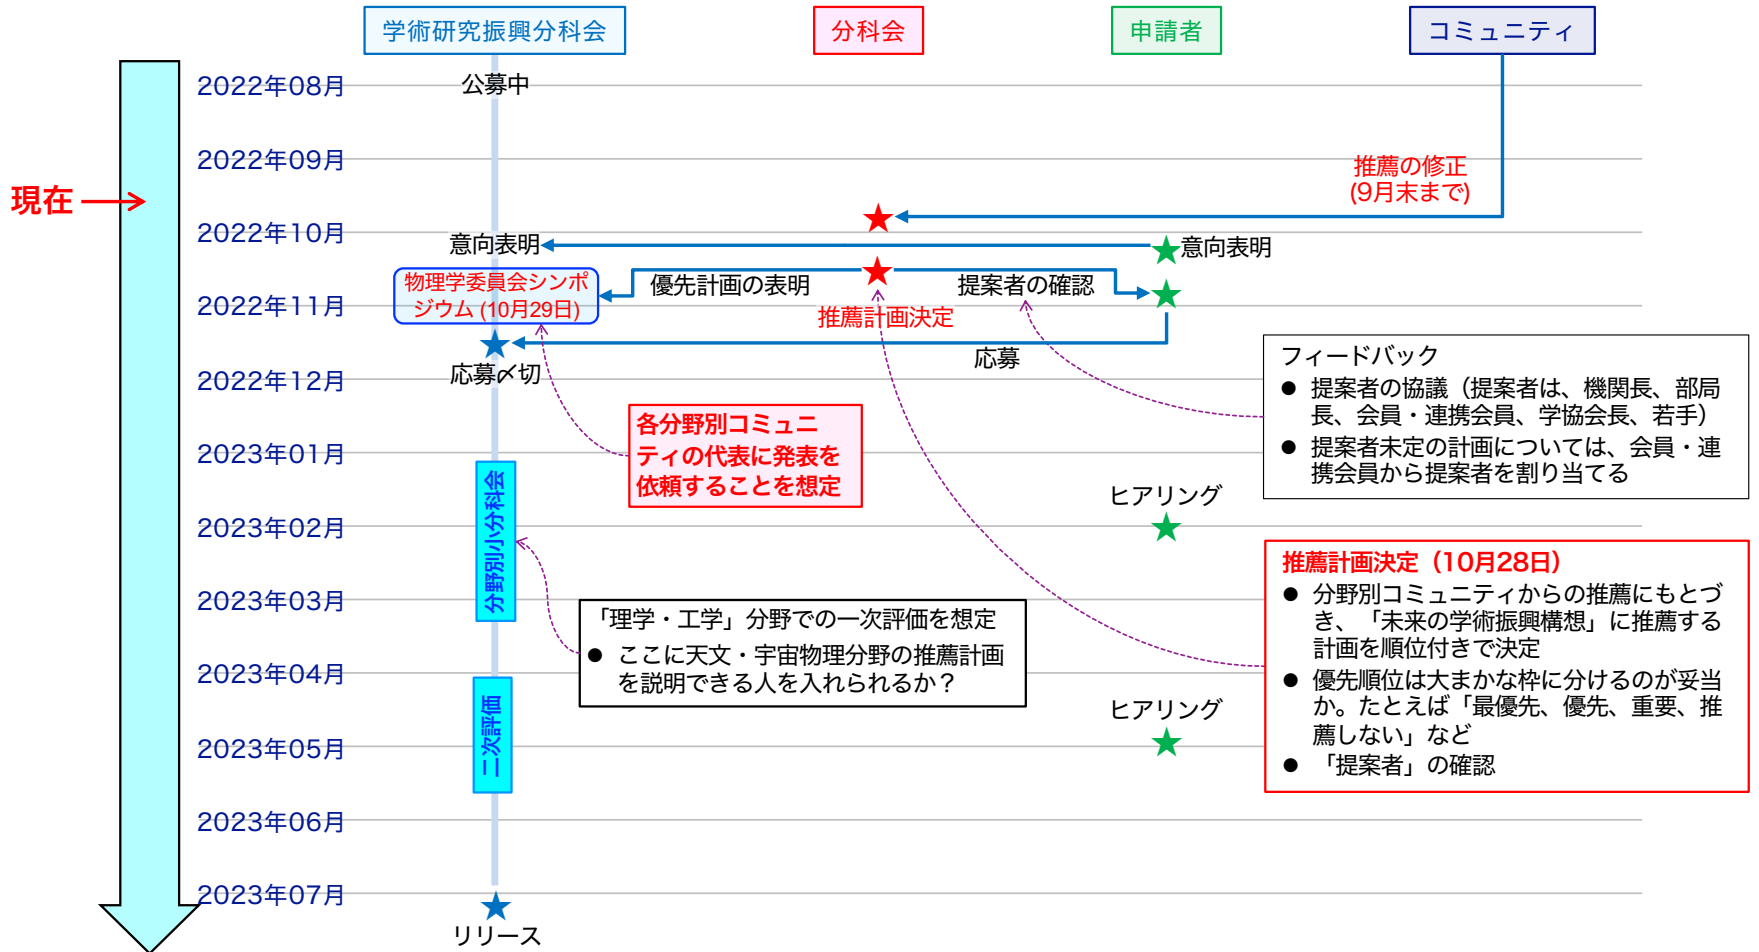 学術研究振興分科会
分科会
申請者
コミュニティ
2022年08月
公募中
2022年09月
推薦の修正
(9月末まで)
現在
2022年10月
意向表明
意向表明
物理学委員会シンポ
ジウム (10月29日)
優先計画の表明
提案者の確認
2022年11月
推薦計画決定
応募
応募〆切
2022年12月
フィードバック
● 提案者の協議（提案者は、機関長、部局
長、会員・連携会員、学協会長、若手）
● 提案者未定の計画については、会員・連
携会員から提案者を割り当てる
各分野別コミュニ
ティの代表に発表を
依頼することを想定
2023年01月
分野別小分科会
ヒアリング
2023年02月
推薦計画決定（10月28日）
● 分野別コミュニティからの推薦にもとづ
き、「未来の学術振興構想」に推薦する
計画を順位付きで決定
● 優先順位は大まかな枠に分けるのが妥当
か。たとえば「最優先、優先、重要、推
薦しない」など
● 「提案者」の確認
2023年03月
「理学・工学」分野での一次評価を想定
● ここに天文・宇宙物理分野の推薦計画
を説明できる人を入れられるか？
2023年04月
二次評価
ヒアリング
2023年05月
2023年06月
2023年07月
リリース